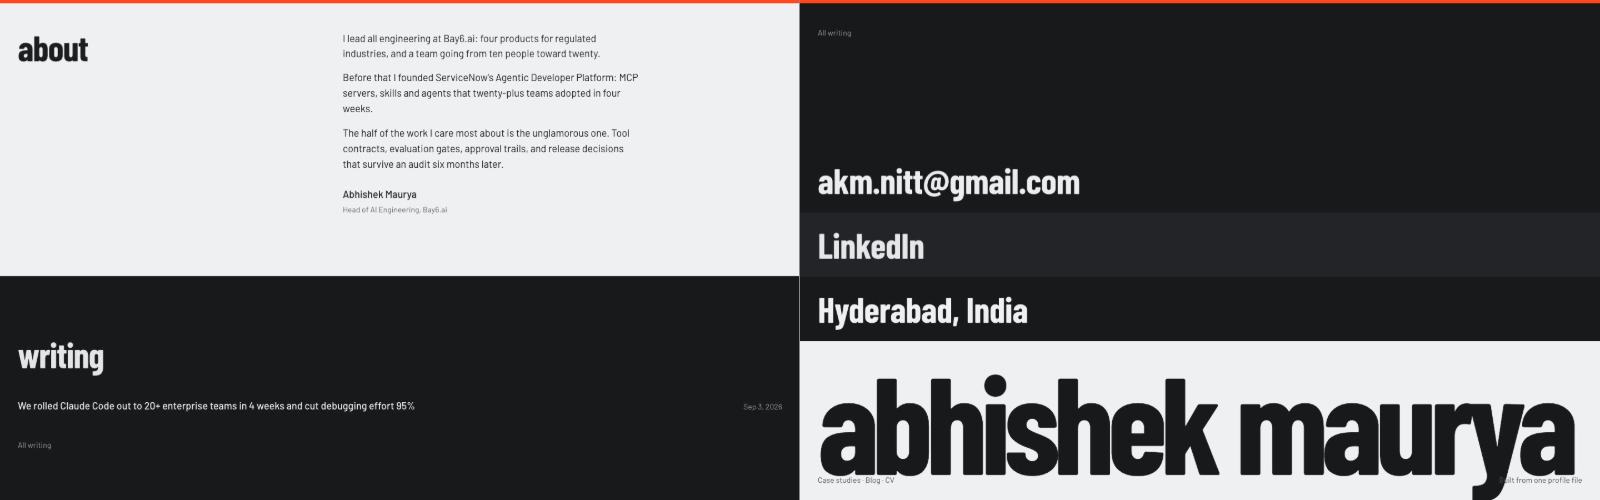 about
I lead all engineering at Bay6.ai: four products for regulated
industries, and a team going from ten people toward twenty.
Before that I founded ServiceNow's Agentic Developer Platform: MCP
servers, skills and agents that twenty-plus teams adopted in four
weeks.
The half of the work I care most about is the unglamorous one. Tool
contracts, evaluation gates, approval trails, and release decisions
that survive an audit six months later.
Abhishek Maurya
Head of AI Engineering, Bay6.ai
writing
We rolled Claude Code out to 20+ enterprise teams in 4 weeks and cut debugging effort 95%
Sep 3, 2026
All writing
All writing
akm.nitt@gmail.com
LinkedIn
Hyderabad, India
abhishek maurya
Case studies · Blog · CV
from one profile file